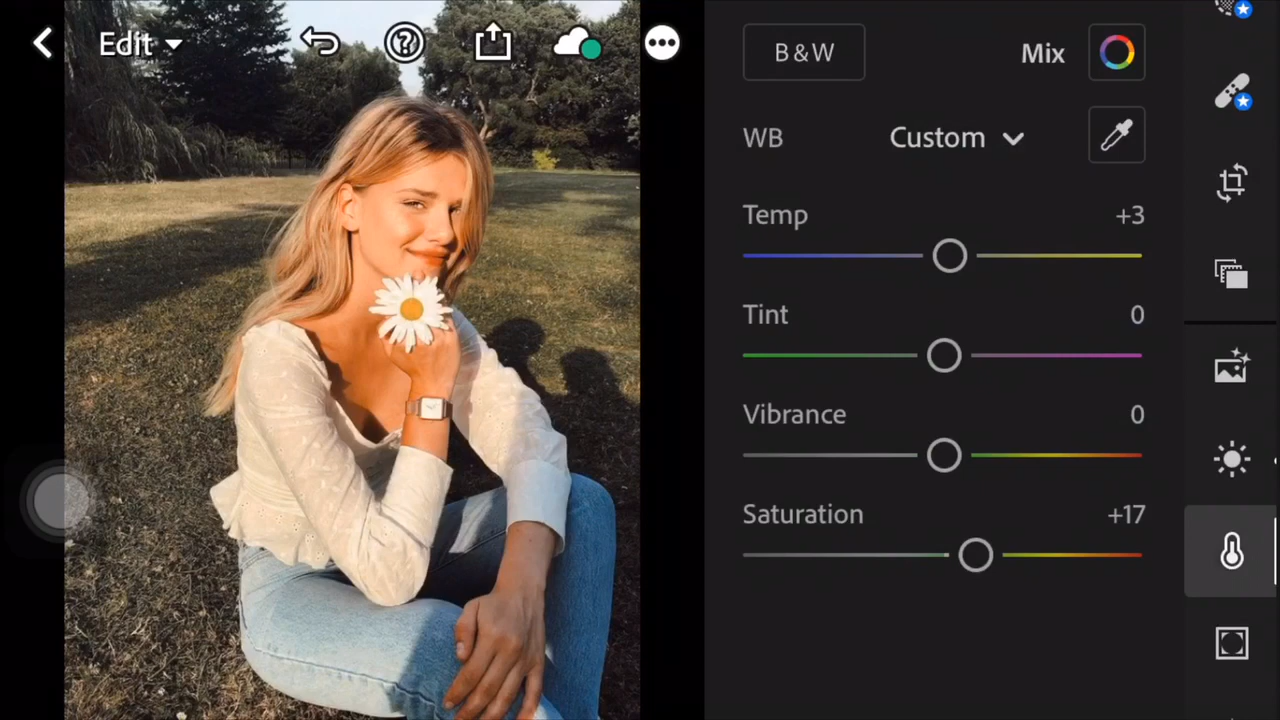 Edit
B&W
Mix
WB
Custom
Temp
+3
Tint
0
Vibrance
0
Saturation
+17